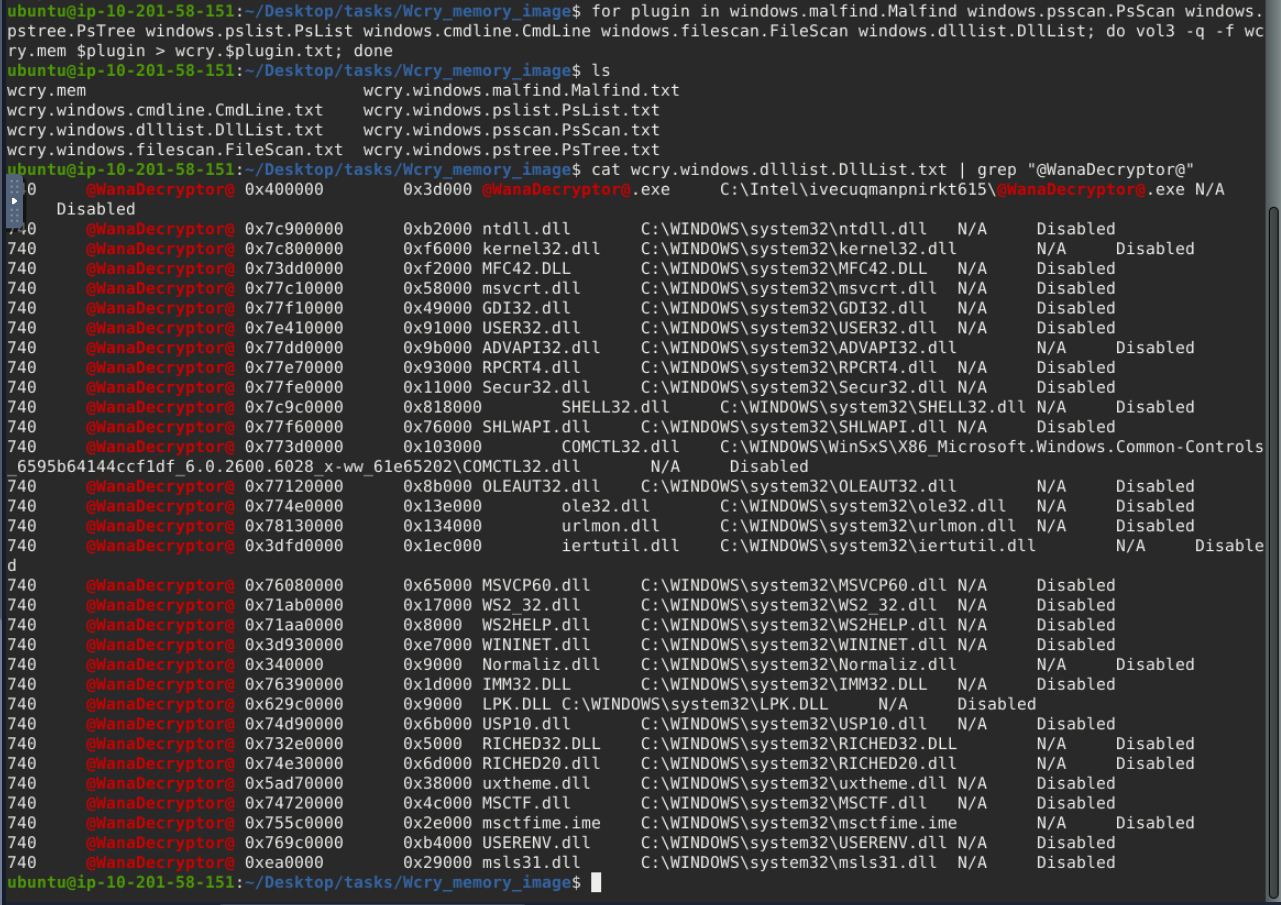 ubuntu@ip-10-201-58-151:~/Desktop/tasks/Wcry_memory_image$ for plugin in windows.malfind.Malfind windows.psscan.PsScan windows.
pstree.PsTree windows.pslist.PsList windows.cmdline.CmdLine windows.filescan.FileScan windows.dlllist.DllList; do vol3 -q -f wc
ry.mem $plugin > wcry.$plugin.txt; done
ubuntu@ip-10-201-58-151:~/Desktop/tasks/Wcry_memory_image$ ls
wcry.mem wcry.windows.malfind.Malfind.txt
wcry.windows.cmdline.CmdLine.txt wcry.windows.pslist.PsList.txt
wcry.windows.dlllist.DllList.txt wcry.windows.psscan.PsScan.txt
wcry.windows.filescan.FileScan.txt wcry.windows.pstree.PsTree.txt
ubuntu@ip-10-201-58-151:~/Desktop/tasks/Wcry_memory_image$ cat wcry.windows.dlllist.DllList.txt | grep "@WanaDecryptor@"
0 @WanaDecryptor@ 0x400000 0x3d000 @WanaDecryptor@.exe C:\Intel\ivecuqmanpnirkt615\@WanaDecryptor@.exe N/A
Disabled
740 @WanaDecryptor@ 0x7c900000 0xb2000 ntdll.dll C:\WINDOWS\system32\ntdll.dll N/A Disabled
740 @WanaDecryptor@ 0x7c800000 0xf6000 kernel32.dll C:\WINDOWS\system32\kernel32.dll N/A Disabled
740 @WanaDecryptor@ 0x73dd0000 0xf2000 MFC42.DLL C:\WINDOWS\system32\MFC42.DLL N/A Disabled
740 @WanaDecryptor@ 0x77c10000 0x58000 msvcrt.dll C:\WINDOWS\system32\msvcrt.dll N/A Disabled
740 @WanaDecryptor@ 0x77f10000 0x49000 GDI32.dll C:\WINDOWS\system32\GDI32.dll N/A Disabled
740 @WanaDecryptor@ 0x7e410000 0x91000 USER32.dll C:\WINDOWS\system32\USER32.dll N/A Disabled
740 @WanaDecryptor@ 0x77dd0000 0x9b000 ADVAPI32.dll C:\WINDOWS\system32\ADVAPI32.dll N/A Disabled
740 @WanaDecryptor@ 0x77e70000 0x93000 RPCRT4.dll C:\WINDOWS\system32\RPCRT4.dll N/A Disabled
740 @WanaDecryptor@ 0x77fe0000 0x11000 Secur32.dll C:\WINDOWS\system32\Secur32.dll N/A Disabled
740 @WanaDecryptor@ 0x7c9c0000 0x818000 SHELL32.dll C:\WINDOWS\system32\SHELL32.dll N/A Disabled
740 @WanaDecryptor@ 0x77f60000 0x76000 SHLWAPI.dll C:\WINDOWS\system32\SHLWAPI.dll N/A Disabled
740 @WanaDecryptor@ 0x773d0000 0x103000 COMCTL32.dll C:\WINDOWS\WinSxS\X86_Microsoft.Windows.Common-Controls
_6595b64144ccf1df_6.0.2600.6028_x-ww_61e65202\COMCTL32.dll N/A Disabled
740 @WanaDecryptor@ 0x77120000 0x8b000 OLEAUT32.dll C:\WINDOWS\system32\OLEAUT32.dll N/A Disabled
740 @WanaDecryptor@ 0x774e0000 0x13e000 ole32.dll C:\WINDOWS\system32\ole32.dll N/A Disabled
740 @WanaDecryptor@ 0x78130000 0x134000 urlmon.dll C:\WINDOWS\system32\urlmon.dll N/A Disabled
740 @WanaDecryptor@ 0x3dfd0000 0x1ec000 iertutil.dll C:\WINDOWS\system32\iertutil.dll N/A Disable
d
740 @WanaDecryptor@ 0x76080000 0x65000 MSVCP60.dll C:\WINDOWS\system32\MSVCP60.dll N/A Disabled
740 @WanaDecryptor@ 0x71ab0000 0x17000 WS2_32.dll C:\WINDOWS\system32\WS2_32.dll N/A Disabled
740 @WanaDecryptor@ 0x71aa0000 0x8000 WS2HELP.dll C:\WINDOWS\system32\WS2HELP.dll N/A Disabled
740 @WanaDecryptor@ 0x3d930000 0xe7000 WININET.dll C:\WINDOWS\system32\WININET.dll N/A Disabled
740 @WanaDecryptor@ 0x340000 0x9000 Normaliz.dll C:\WINDOWS\system32\Normaliz.dll N/A Disabled
740 @WanaDecryptor@ 0x76390000 0x1d000 IMM32.DLL C:\WINDOWS\system32\IMM32.DLL N/A Disabled
740 @WanaDecryptor@ 0x629c0000 0x9000 LPK.DLL C:\WINDOWS\system32\LPK.DLL N/A Disabled
740 @WanaDecryptor@ 0x74d90000 0x6b000 USP10.dll C:\WINDOWS\system32\USP10.dll N/A Disabled
740 @WanaDecryptor@ 0x732e0000 0x5000 RICHED32.DLL C:\WINDOWS\system32\RICHED32.DLL N/A Disabled
740 @WanaDecryptor@ 0x74e30000 0x6d000 RICHED20.dll C:\WINDOWS\system32\RICHED20.dll N/A Disabled
740 @WanaDecryptor@ 0x5ad70000 0x38000 uxtheme.dll C:\WINDOWS\system32\uxtheme.dll N/A Disabled
740 @WanaDecryptor@ 0x74720000 0x4c000 MSCTF.dll C:\WINDOWS\system32\MSCTF.dll N/A Disabled
740 @WanaDecryptor@ 0x755c0000 0x2e000 msctfime.ime C:\WINDOWS\system32\msctfime.ime N/A Disabled
740 @WanaDecryptor@ 0x769c0000 0xb4000 USERENV.dll C:\WINDOWS\system32\USERENV.dll N/A Disabled
740 @WanaDecryptor@ 0xea0000 0x29000 msls31.dll C:\WINDOWS\system32\msls31.dll N/A Disabled
ubuntu@ip-10-201-58-151:~/Desktop/tasks/Wcry_memory_image$